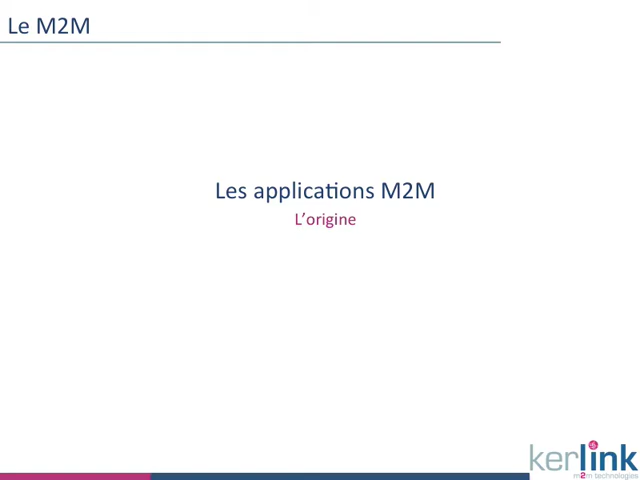 Le M2M
Les applications M2M
L’origine
kerlink
m2m technologies